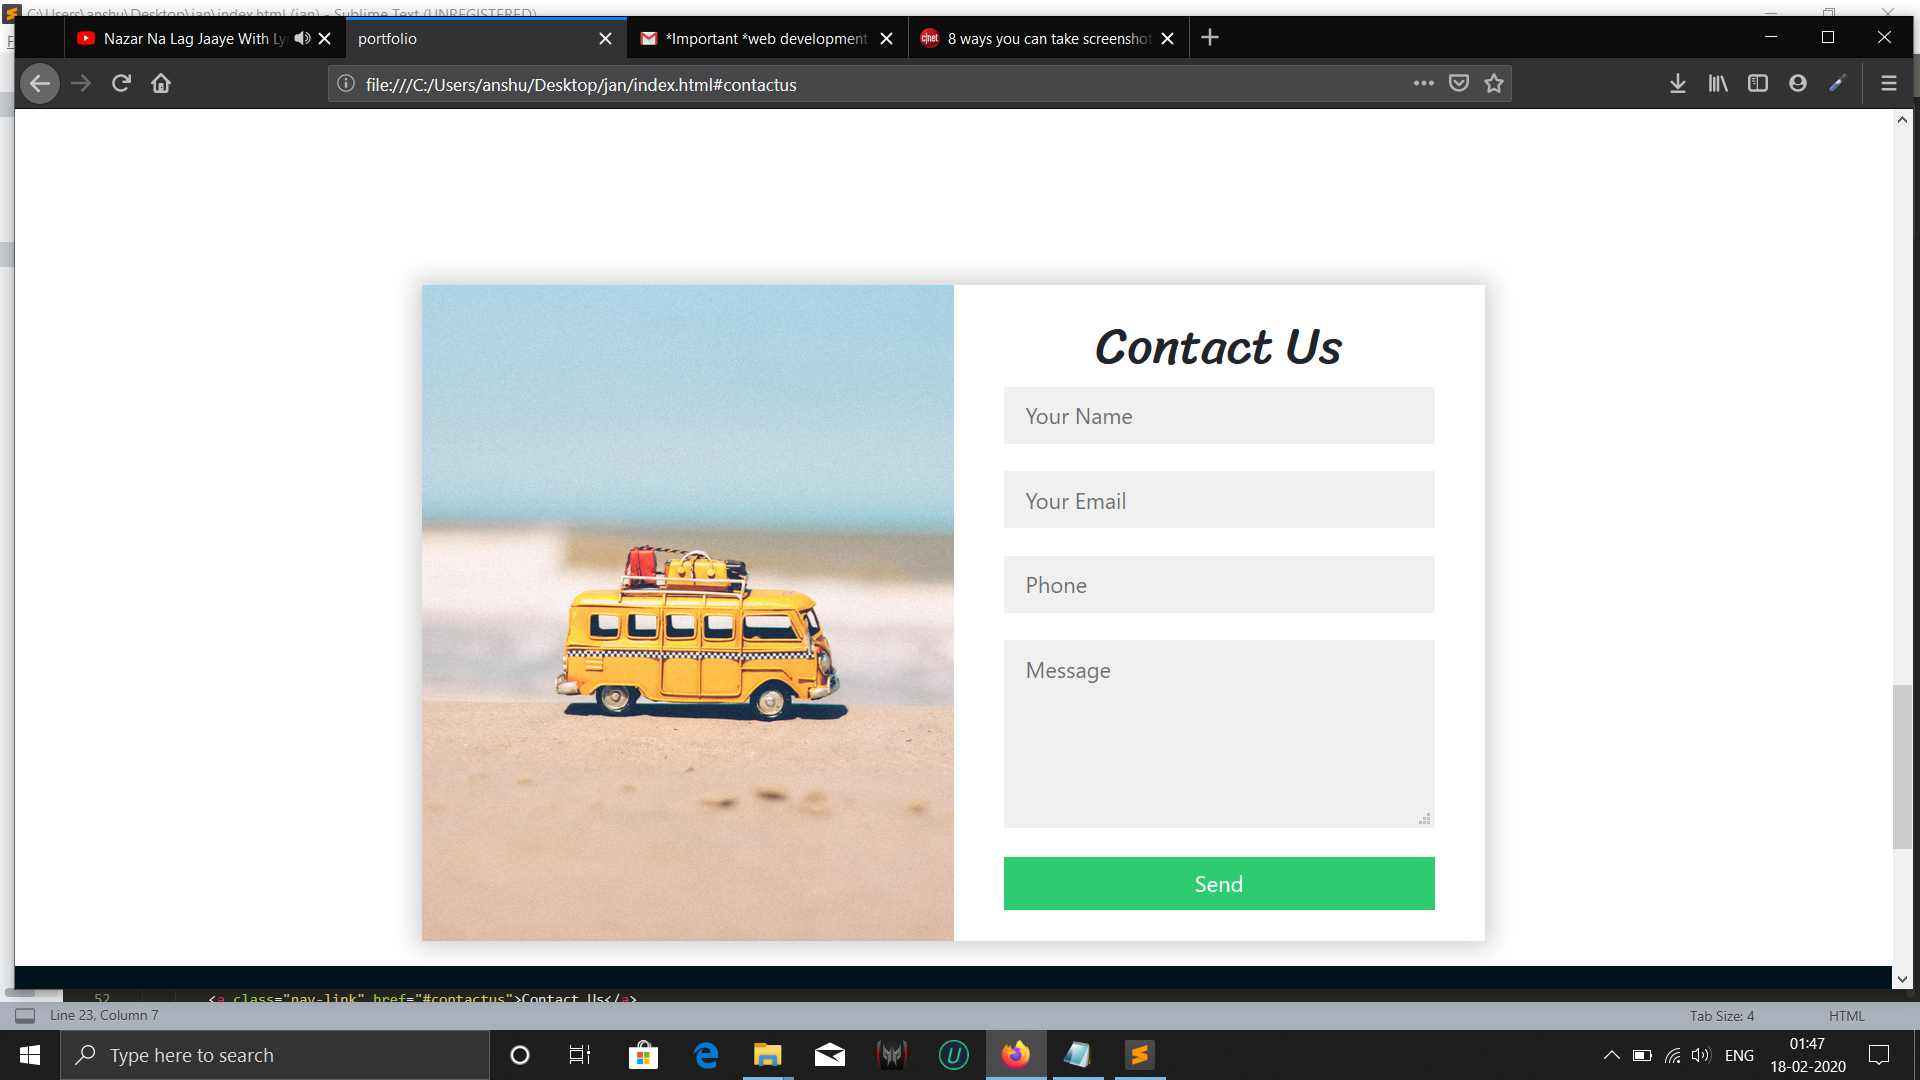 C:\Users\anshu\Desktop\jan\index.html (jan) - Sublime Text (UNREGISTERED)
F
Nazar Na Lag Jaaye With Ly
portfolio
*Important *web development
cnet
8 ways you can take screenshot
file:///C:/Users/anshu/Desktop/jan/index.html#contactus
Contact Us
Your Name
Your Email
Phone
Message
Send
52 <a class="nav-link" href="#contactus">Contact Us</a>
Line 23, Column 7
Tab Size: 4
HTML
Type here to search
ENG
01:47
18-02-2020